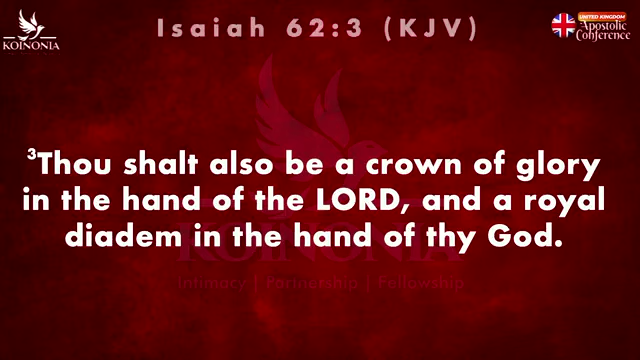 KOINONIA
Isaiah 62:3 (KJV)
UNITED KINGDOM
Apostolic
Conference
3Thou shalt also be a crown of glory
in the hand of the LORD, and a royal
diadem in the hand of thy God.
KOINONIA
Intimacy | Partnership | Fellowship